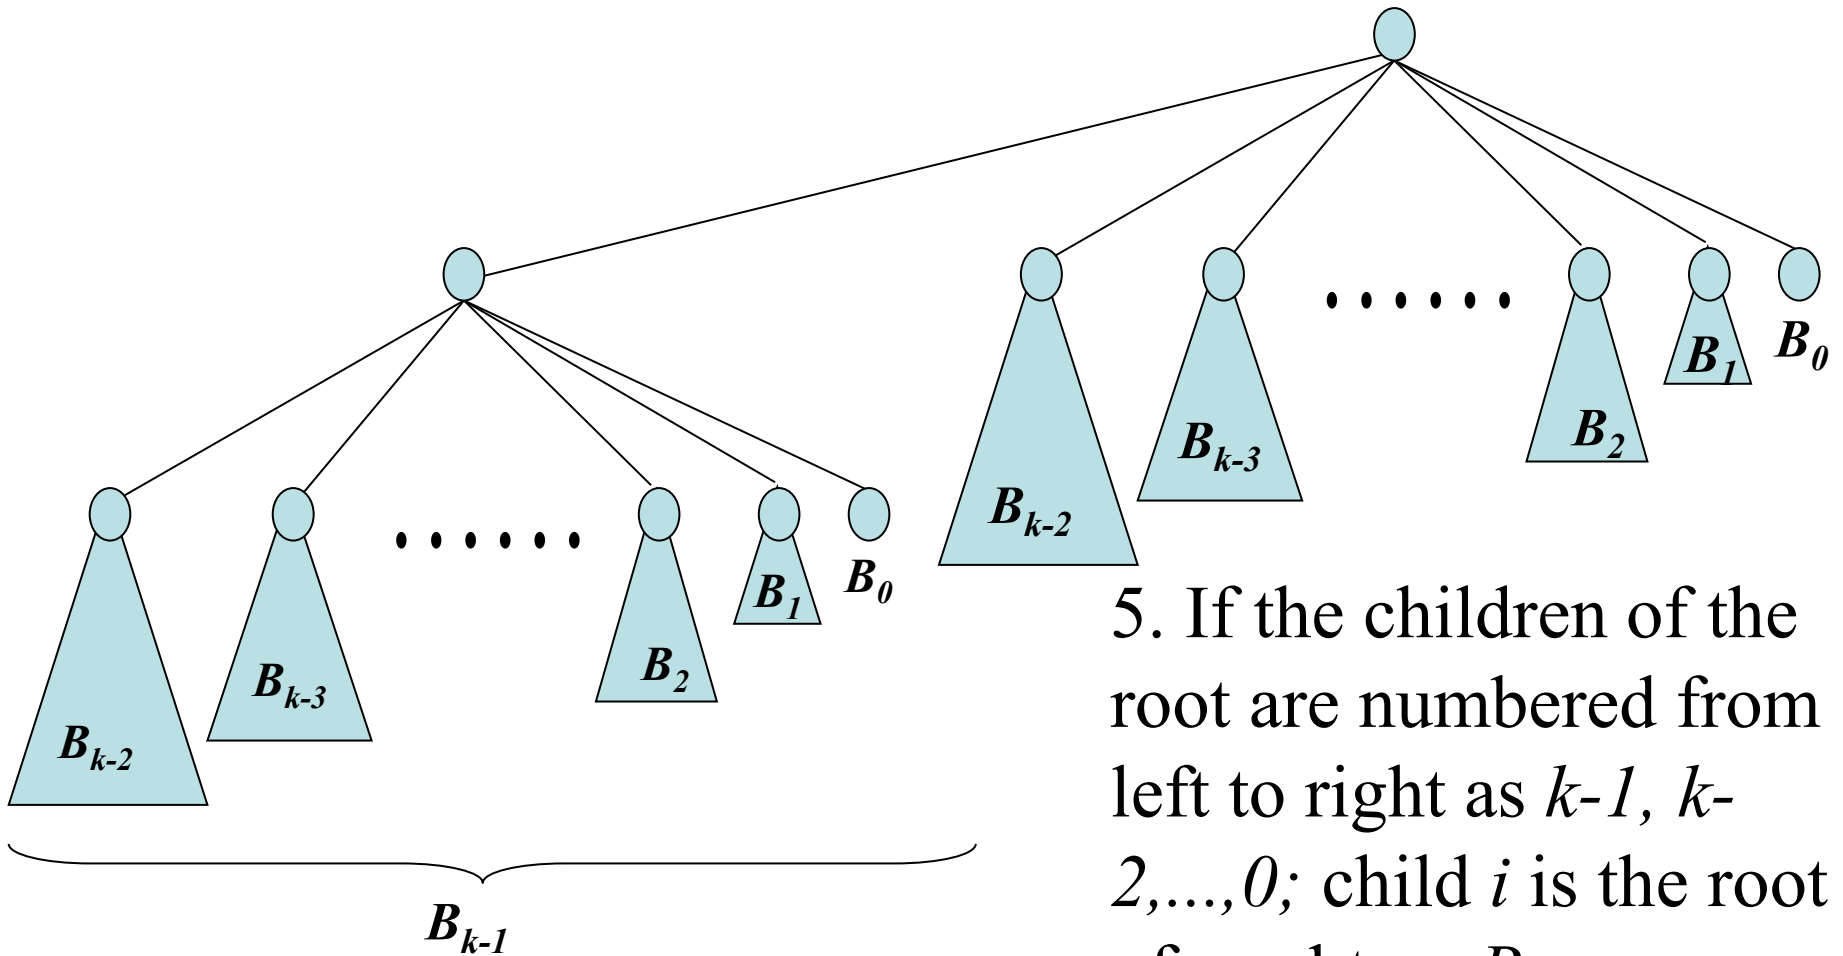 B1 B0
B2
Bk-3
Bk-2
B1 B0
B2
Bk-3
Bk-2
Bk-1
5. If the children of the
root are numbered from
left to right as k-1, k-
2,...,0; child i is the root